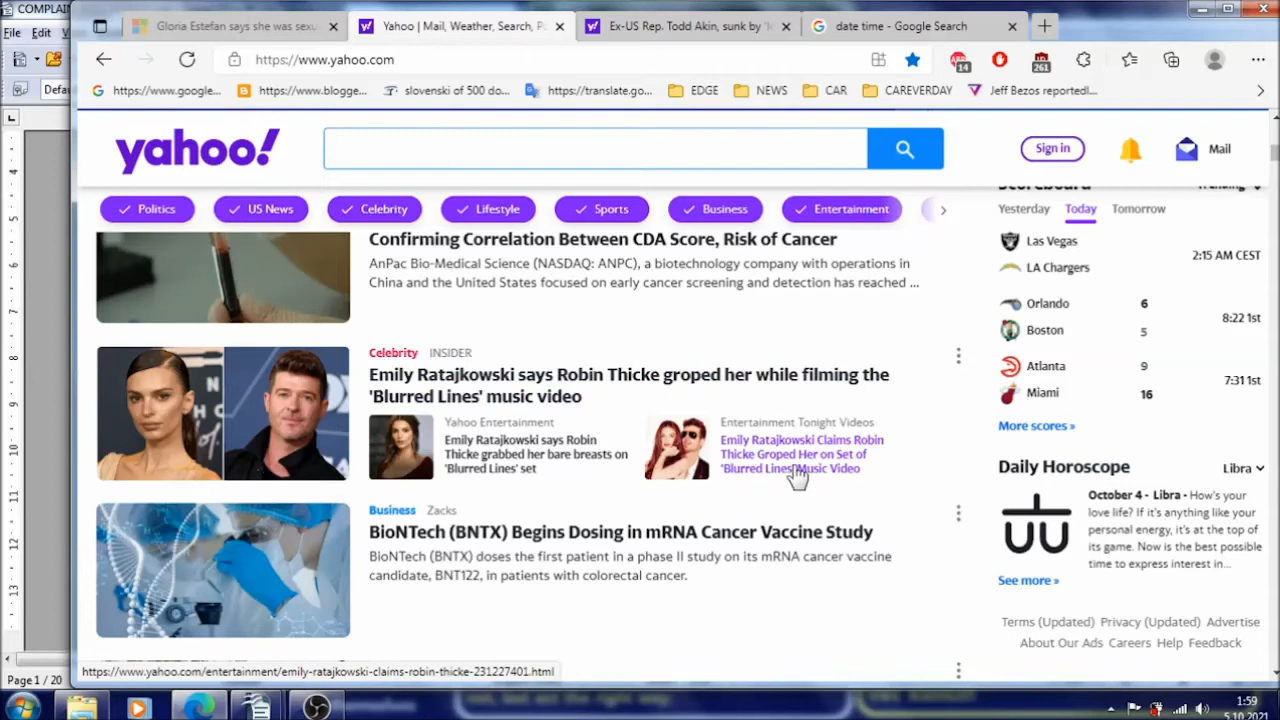 COMPLAIN
Gloria Estefan says she was sexu
Yahoo | Mail, Weather, Search, Po
Ex-US Rep. Todd Akin, sunk by 'l
date time - Google Search
File Edit
https://www.yahoo.com
14
261
Defau
https://www.google...
https://www.blogge...
slovenski of 500 do...
https://translate.go...
EDGE
NEWS
CAR
CAREVERDAY
Jeff Bezos reportedl...
yahoo!
Sign in
Mail
Scoreboard
Trending
Politics
US News
Celebrity
Lifestyle
Sports
Business
Entertainment
Yesterday Today Tomorrow
Confirming Correlation Between CDA Score, Risk of Cancer
AnPac Bio-Medical Science (NASDAQ: ANPC), a biotechnology company with operations in
China and the United States focused on early cancer screening and detection has reached ...
Las Vegas
LA Chargers
2:15 AM CEST
Orlando 6
Boston 5
8:22 1st
Atlanta 9
Miami 16
7:31 1st
More scores »
Celebrity INSIDER
Emily Ratajkowski says Robin Thicke groped her while filming the
'Blurred Lines' music video
Yahoo Entertainment
Emily Ratajkowski says Robin
Thicke grabbed her bare breasts on
'Blurred Lines' set
Entertainment Tonight Videos
Emily Ratajkowski Claims Robin
Thicke Groped Her on Set of
'Blurred Lines' Music Video
Daily Horoscope
Libra
October 4 - Libra - How's your
love life? If it's anything like your
personal energy, it's at the top of
its game. Now is the best possible
time to express interest in...
See more »
Business Zacks
BioNTech (BNTX) Begins Dosing in mRNA Cancer Vaccine Study
BioNTech (BNTX) doses the first patient in a phase II study on its mRNA cancer vaccine
candidate, BNT122, in patients with colorectal cancer.
Terms (Updated) Privacy (Updated) Advertise
About Our Ads Careers Help Feedback
https://www.yahoo.com/entertainment/emily-ratajkowski-claims-robin-thicke-231227401.html
Page 1 / 20
1:59
5.10.2021